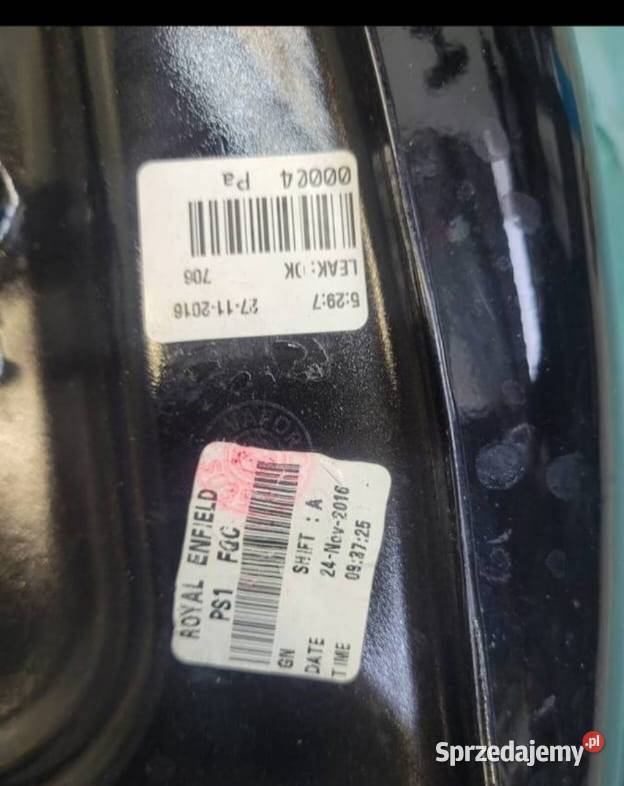 5:29:7 27-11-2016
LEAK:OK 706
00004 Pa
ROYAL ENFIELD
PS1 FQC
GN SHIFT : A
DATE 24-Nov-2016
TIME 09:37:25
Sprzedajemy.pl